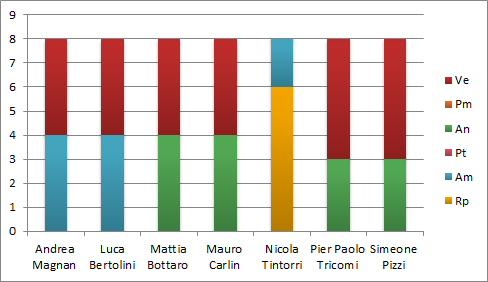 9
8
7
6
5
4
3
2
1
0
Andrea Magnan
Luca Bertolini
Mattia Bottaro
Mauro Carlin
Nicola Tintorri
Pier Paolo Tricomi
Simeone Pizzi
Ve
Pm
An
Pt
Am
Rp